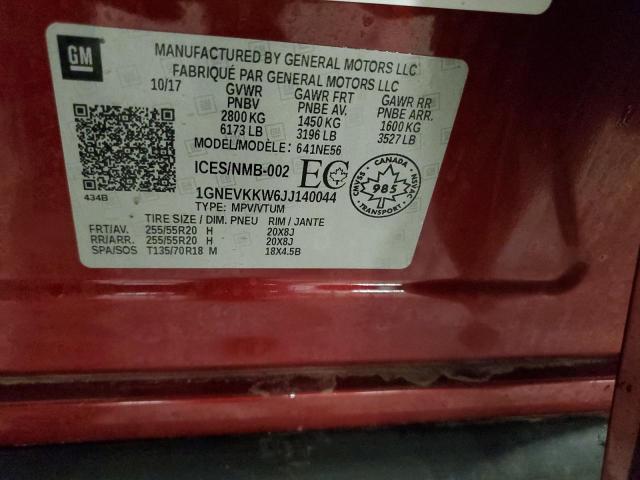 GM
MANUFACTURED BY GENERAL MOTORS LLC
FABRIQUÉ PAR GENERAL MOTORS LLC
10/17 GVWR GAWR FRT GAWR RR
PNBV PNBE AV. PNBE ARR.
2800 KG 1450 KG 1600 KG
6173 LB 3196 LB 3527 LB
MODEL/MODÈLE: 641NE56
ICES/NMB-002 EC
CANADA
CMVSS 985 NSVAC
TRANSPORT
434B
1GNEVKKW6JJ140044
TYPE: MPV/VTUM
TIRE SIZE / DIM. PNEU RIM / JANTE
FRT/AV. 255/55R20 H 20X8J
RR/ARR. 255/55R20 H 20X8J
SPA/SOS T135/70R18 M 18X4.5B